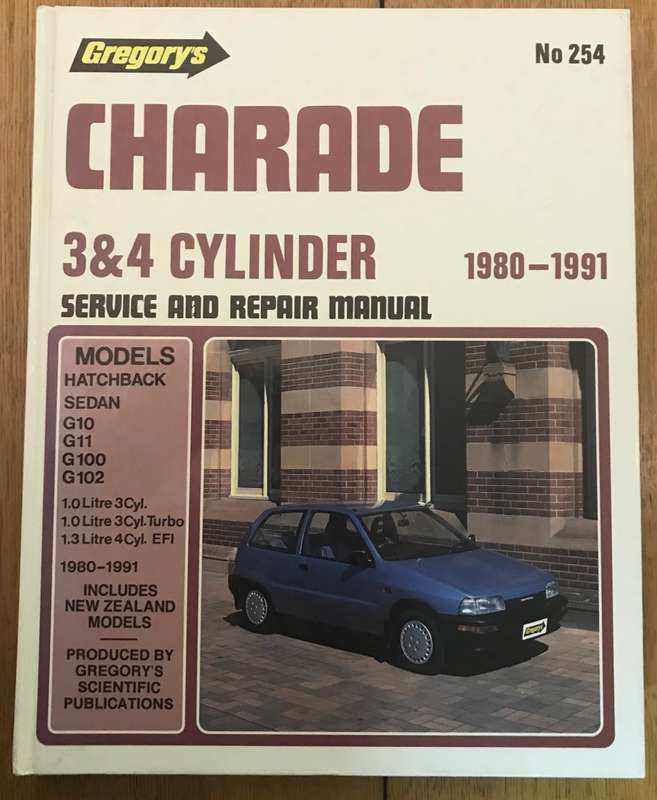 Gregory's
No 254
CHARADE
3&4 CYLINDER 1980-1991
SERVICE AND REPAIR MANUAL
MODELS
HATCHBACK
SEDAN
G10
G11
G100
G102
1.0 Litre 3Cyl.
1.0 Litre 3Cyl.Turbo
1.3 Litre 4Cyl. EFI
1980-1991
INCLUDES
NEW ZEALAND
MODELS
PRODUCED BY
GREGORY'S
SCIENTIFIC
PUBLICATIONS
Gregory's